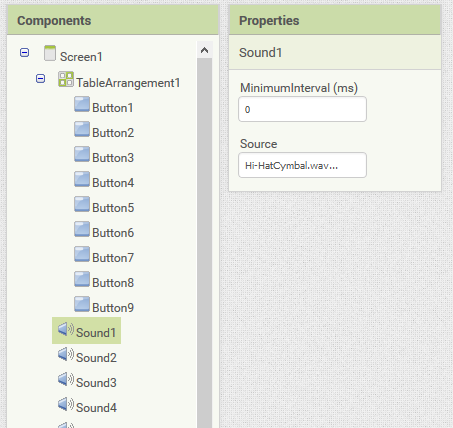 Components
Screen1
TableArrangement1
Button1
Button2
Button3
Button4
Button5
Button6
Button7
Button8
Button9
Sound1
Sound2
Sound3
Sound4
Properties
Sound1
MinimumInterval (ms)
0
Source
Hi-HatCymbal.wav...